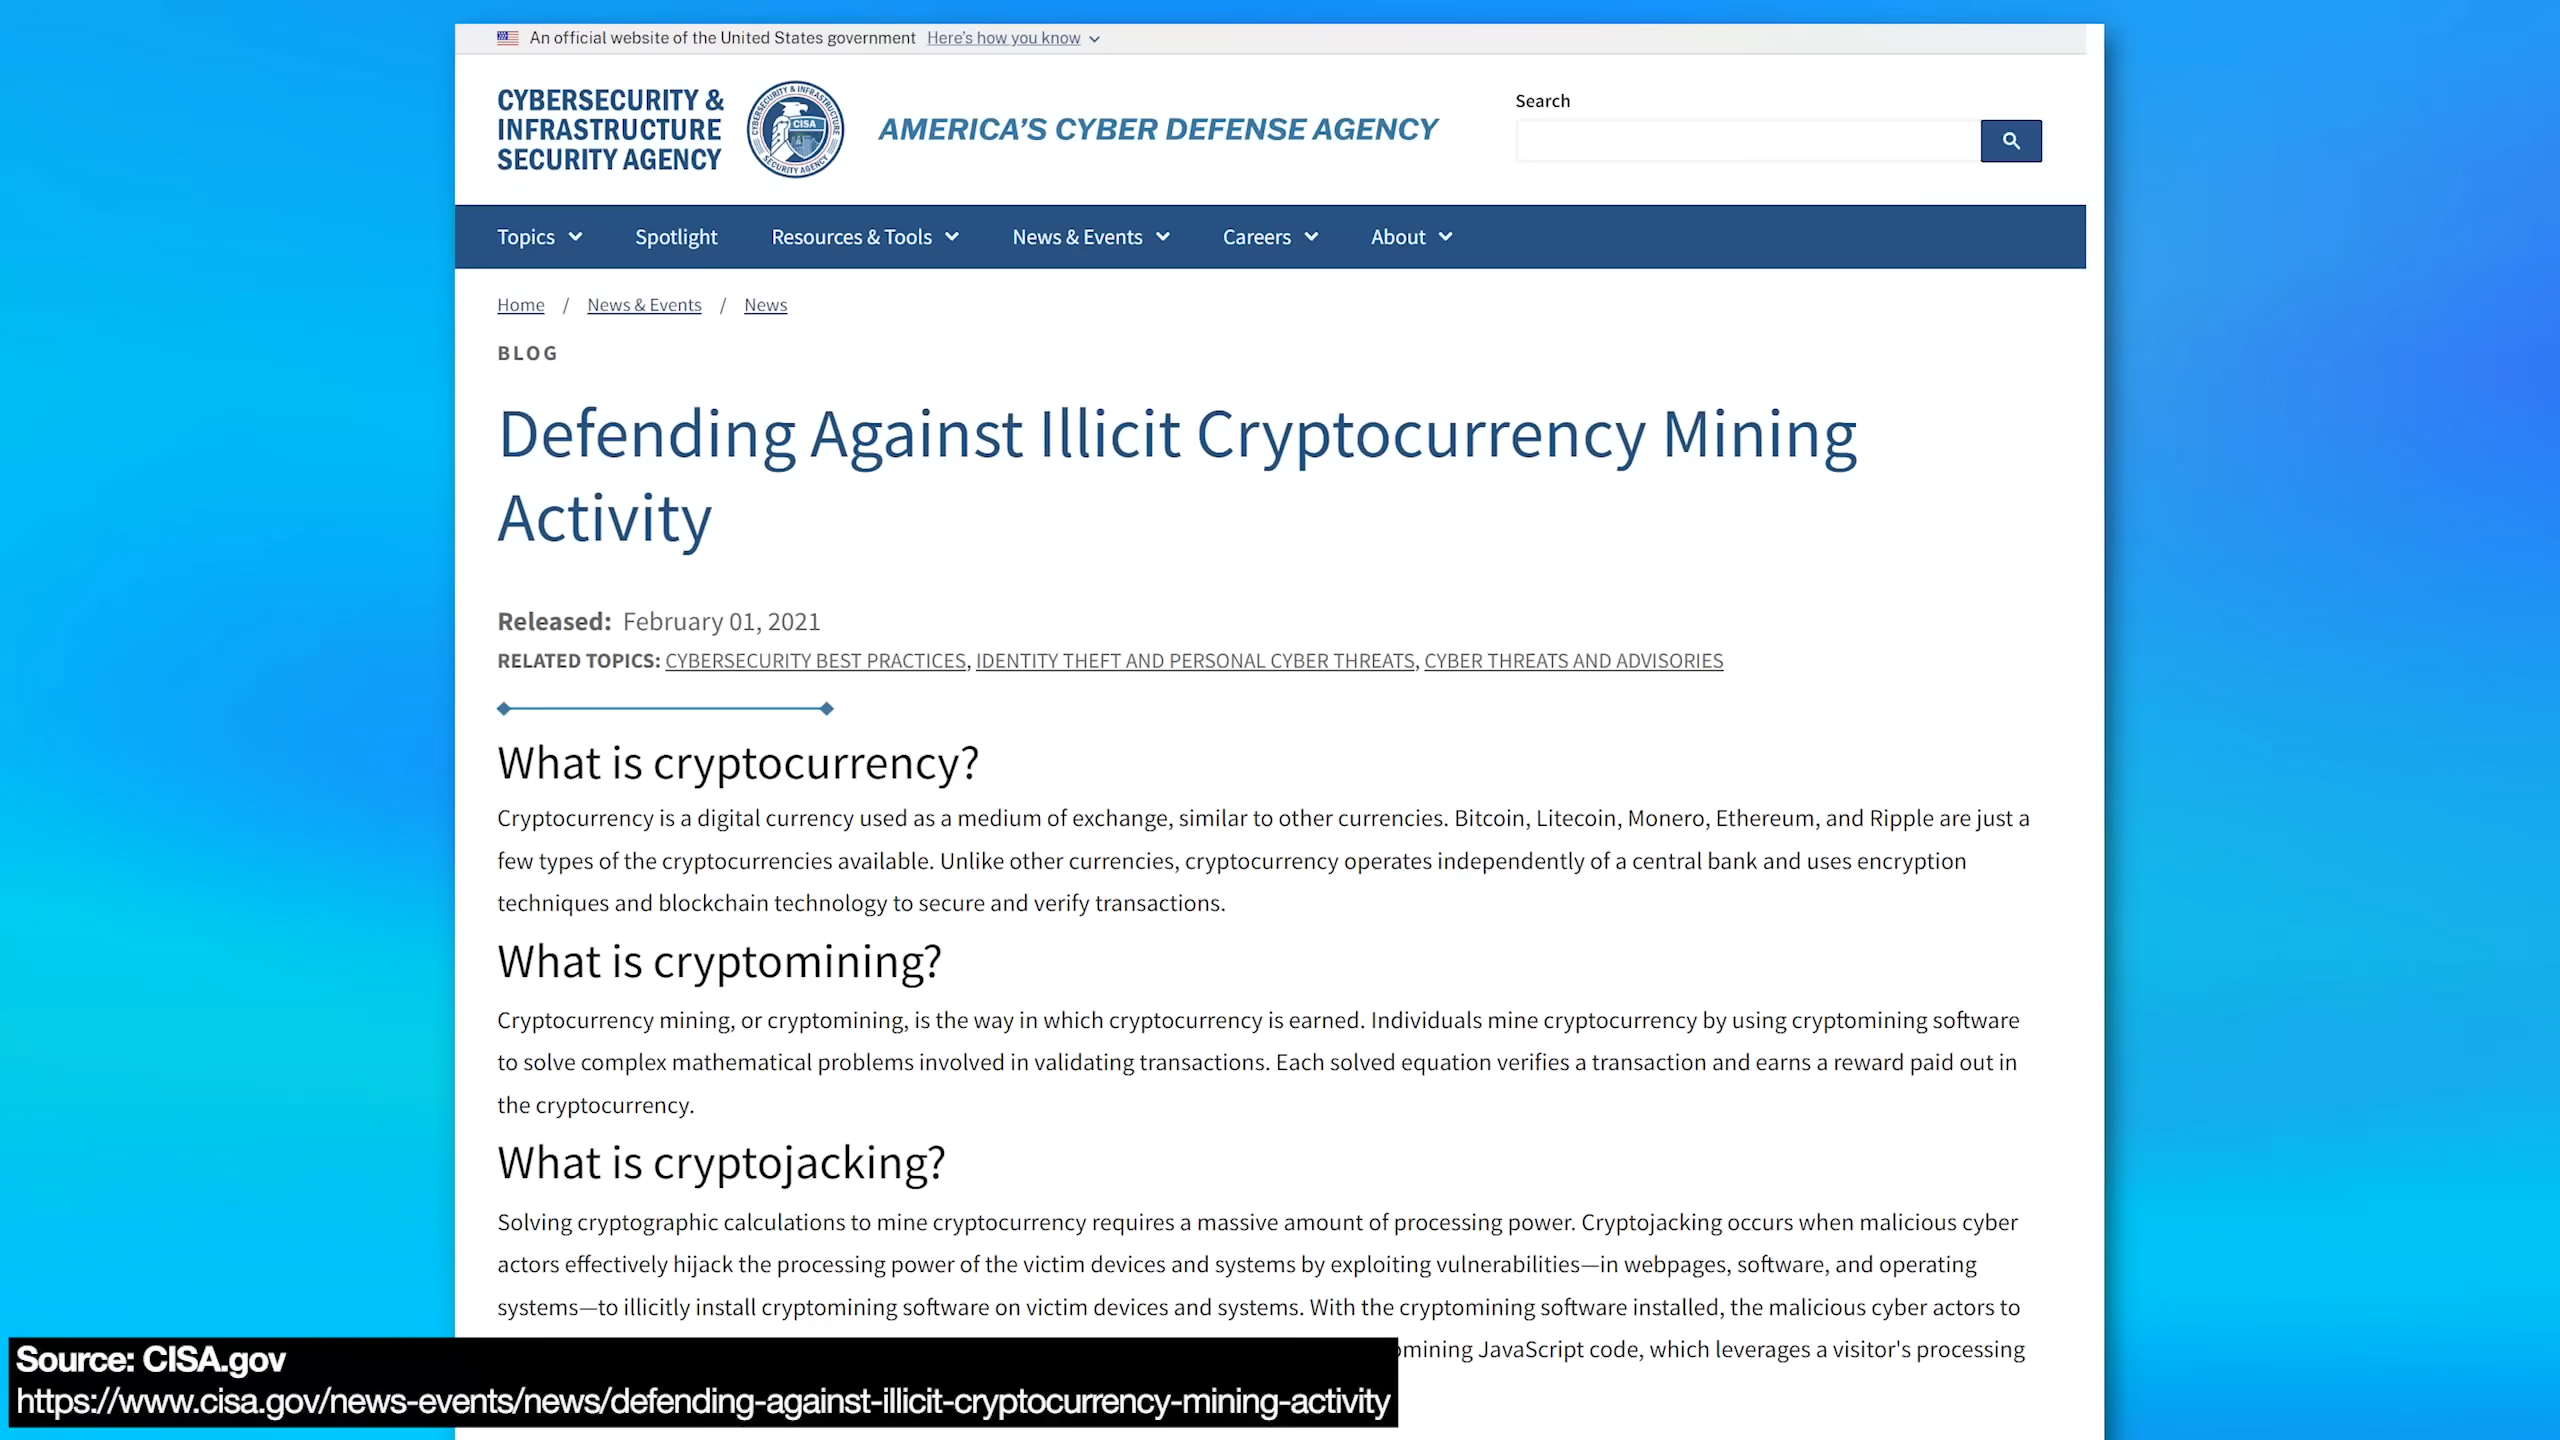 An official website of the United States government Here's how you know
CYBERSECURITY &
INFRASTRUCTURE
SECURITY AGENCY
CYBERSECURITY & INFRASTRUCTURE
CISA
SECURITY AGENCY
AMERICA'S CYBER DEFENSE AGENCY
Search
Topics Spotlight Resources & Tools News & Events Careers About
Home / News & Events / News
BLOG
Defending Against Illicit Cryptocurrency Mining
Activity
Released: February 01, 2021
RELATED TOPICS: CYBERSECURITY BEST PRACTICES, IDENTITY THEFT AND PERSONAL CYBER THREATS, CYBER THREATS AND ADVISORIES
What is cryptocurrency?
Cryptocurrency is a digital currency used as a medium of exchange, similar to other currencies. Bitcoin, Litecoin, Monero, Ethereum, and Ripple are just a
few types of the cryptocurrencies available. Unlike other currencies, cryptocurrency operates independently of a central bank and uses encryption
techniques and blockchain technology to secure and verify transactions.
What is cryptomining?
Cryptocurrency mining, or cryptomining, is the way in which cryptocurrency is earned. Individuals mine cryptocurrency by using cryptomining software
to solve complex mathematical problems involved in validating transactions. Each solved equation verifies a transaction and earns a reward paid out in
the cryptocurrency.
What is cryptojacking?
Solving cryptographic calculations to mine cryptocurrency requires a massive amount of processing power. Cryptojacking occurs when malicious cyber
actors effectively hijack the processing power of the victim devices and systems by exploiting vulnerabilities—in webpages, software, and operating
systems—to illicitly install cryptomining software on victim devices and systems. With the cryptomining software installed, the malicious cyber actors to
JavaScript code, which leverages a visitor's processing
Source: CISA.gov
https://www.cisa.gov/news-events/news/defending-against-illicit-cryptocurrency-mining-activity